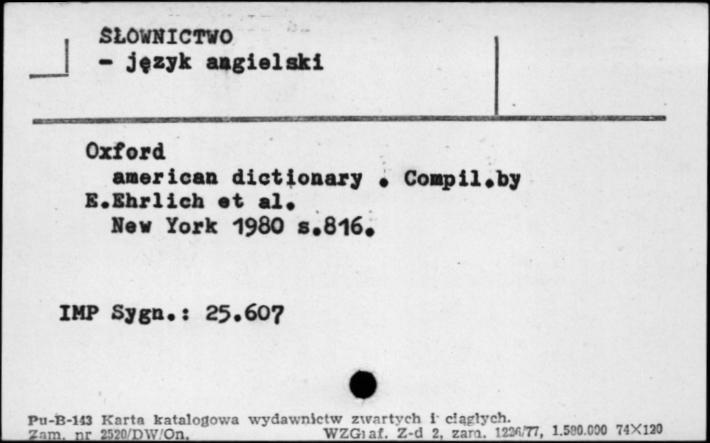 SŁOWNICTWO
- język angielski
Oxford
american dictionary . Compil.by
E.Ehrlich et al.
New York 1980 s.816.
IMP Sygn.: 25.607
Pu-B-143 Karta katalogowa wydawnictw zwartych i ciągłych.
Zam. nr 2520/DW/On. WZGraf. Z-d 2, zam. 1226/77, 1.500.000 74X120